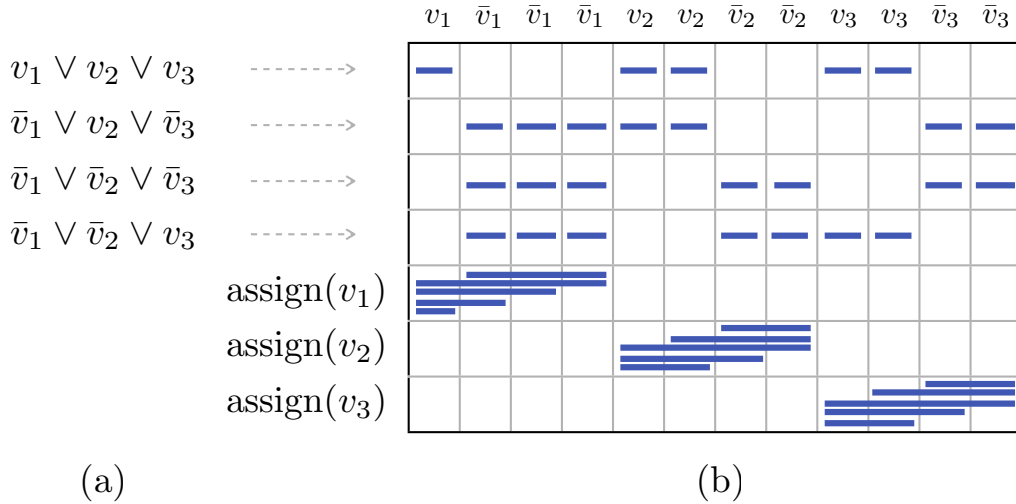 v₁ v̄₁ v̄₁ v̄₁ v₂ v₂ v̄₂ v̄₂ v₃ v₃ v̄₃ v̄₃
v₁ ∨ v₂ ∨ v₃
v̄₁ ∨ v₂ ∨ v̄₃
v̄₁ ∨ v̄₂ ∨ v̄₃
v̄₁ ∨ v̄₂ ∨ v₃
assign(v₁)
assign(v₂)
assign(v₃)
(a) (b)